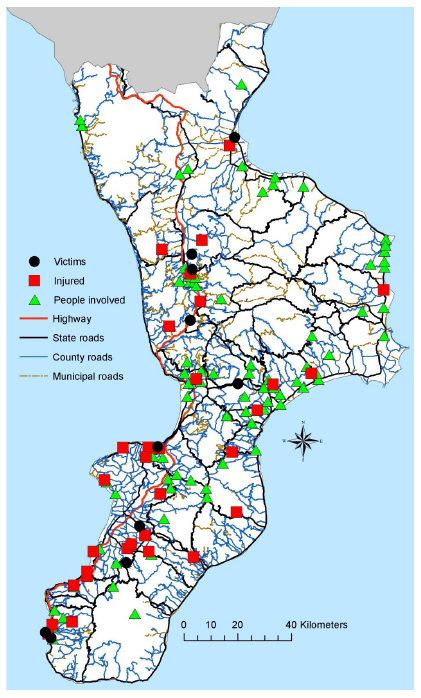 Victims
Injured
People involved
Highway
State roads
County roads
Municipal roads
0 10 20 40 Kilometers